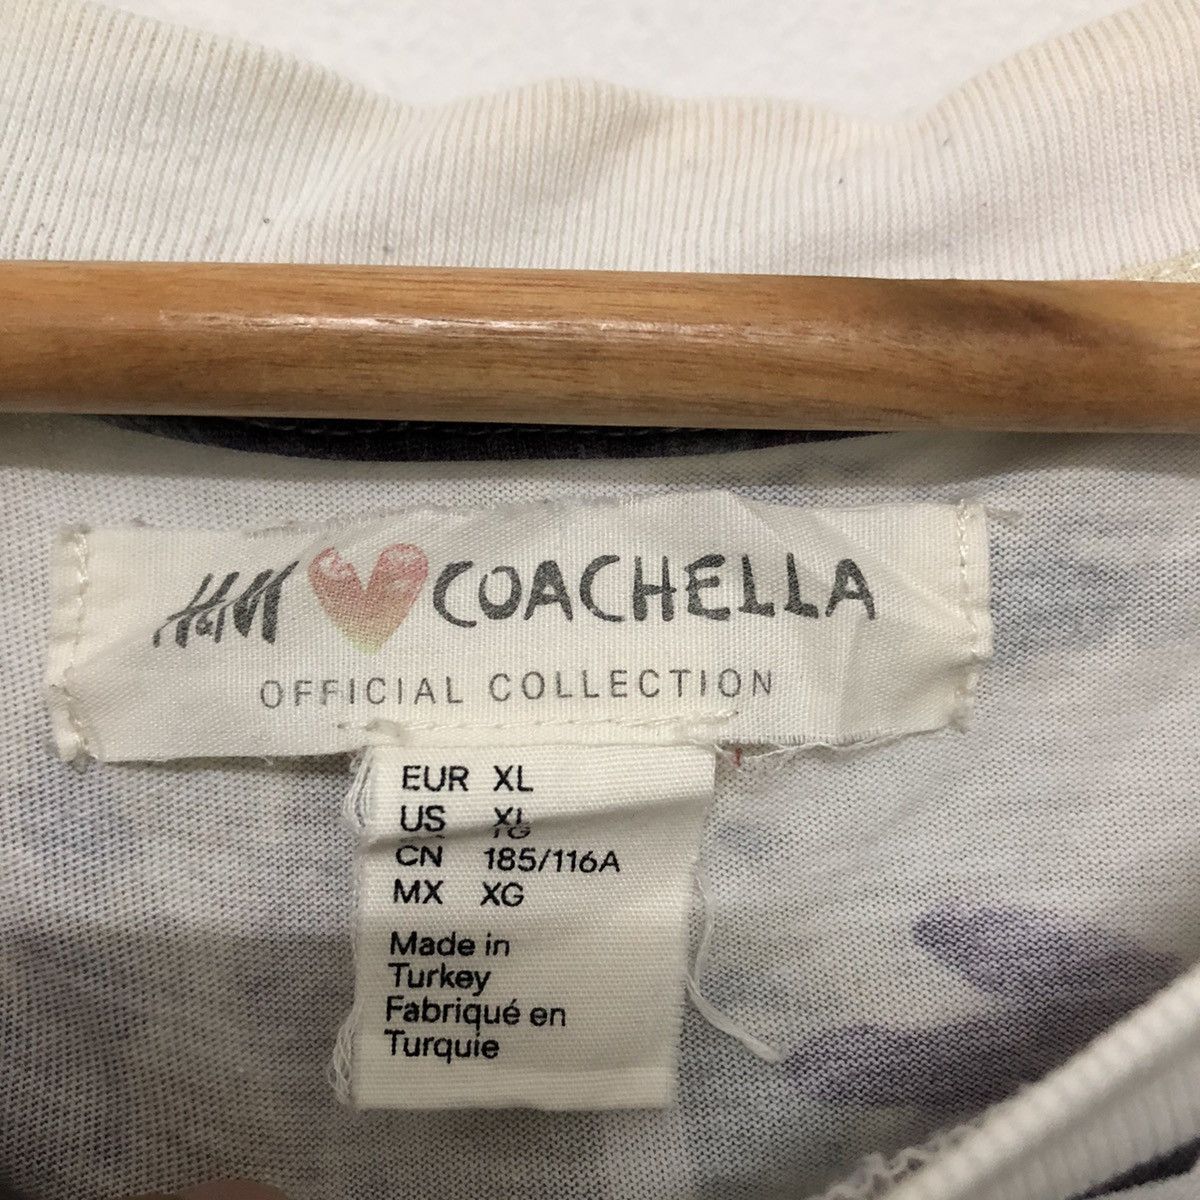 H&M COACHELLA
OFFICIAL COLLECTION
EUR XL
US XL
CN 185/116A
MX XG
Made in
Turkey
Fabriqué en
Turquie